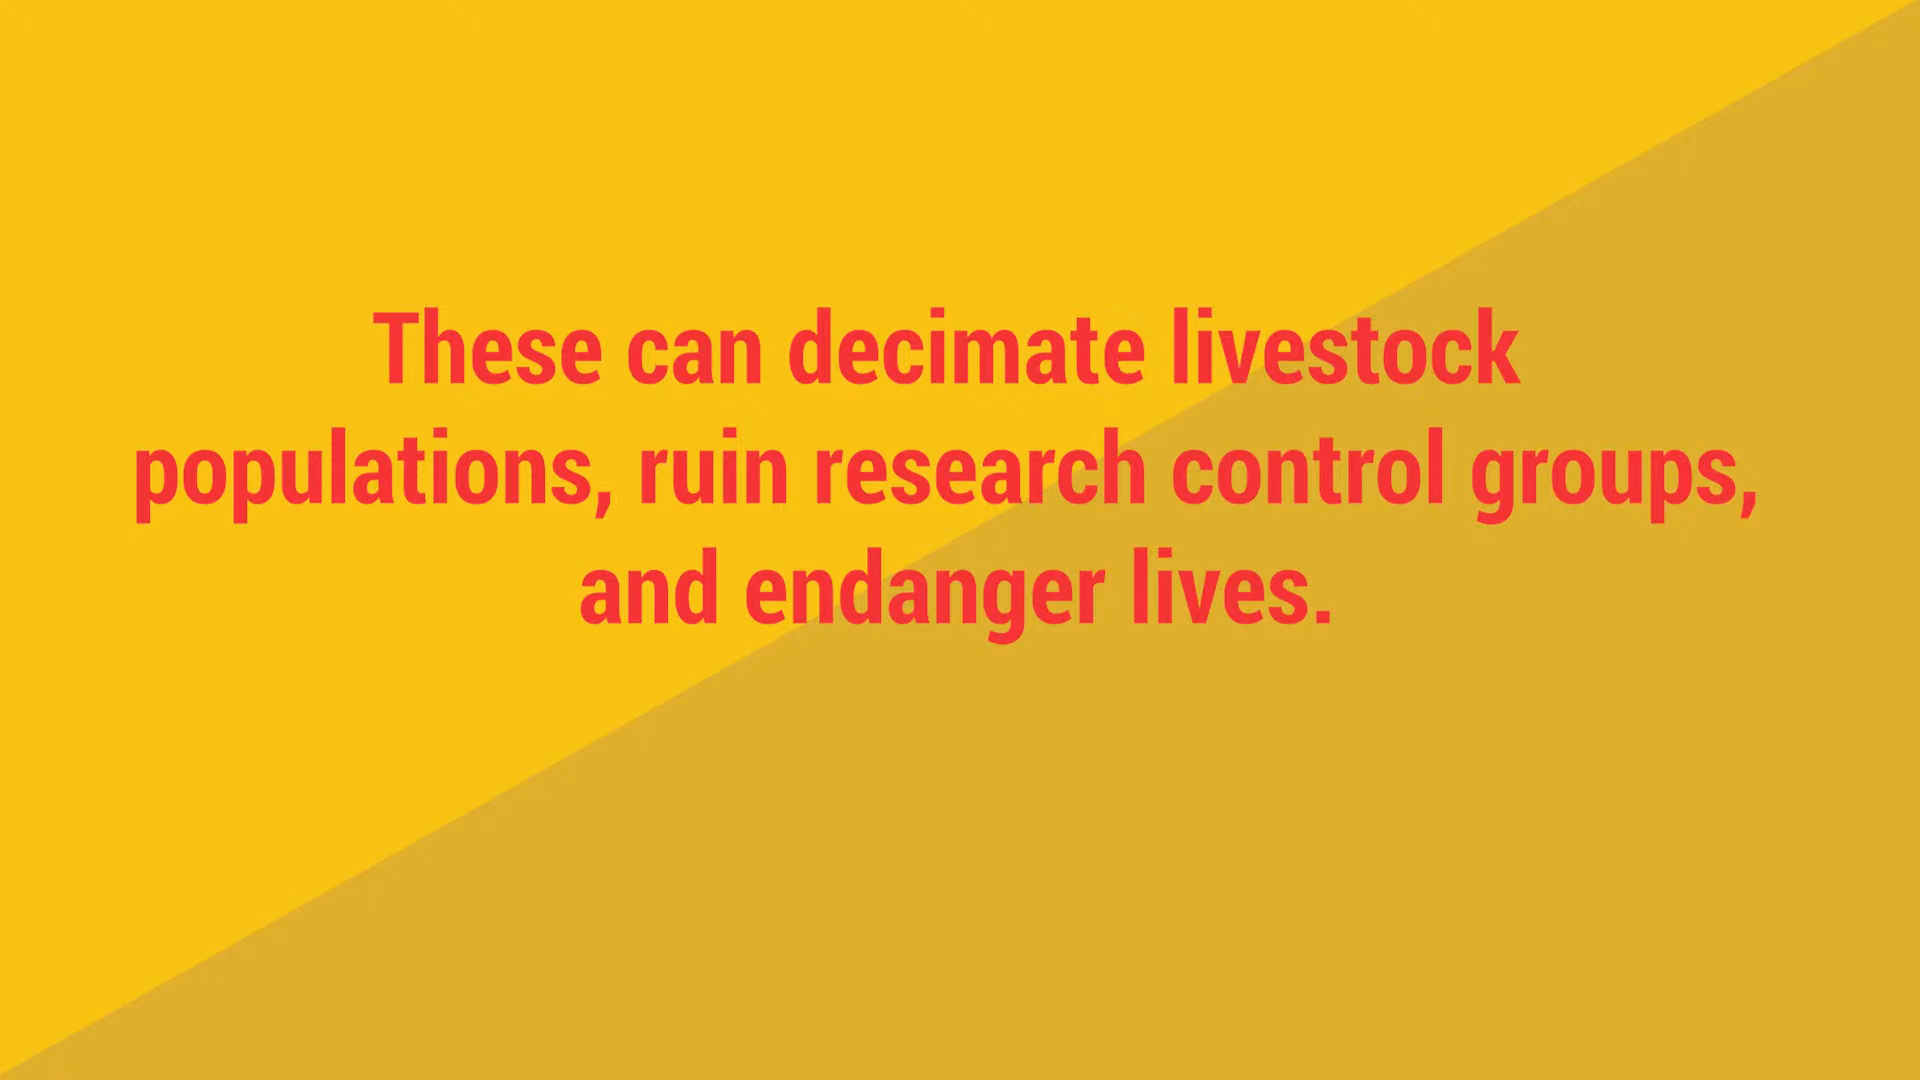 These can decimate livestock
populations, ruin research control groups,
and endanger lives.